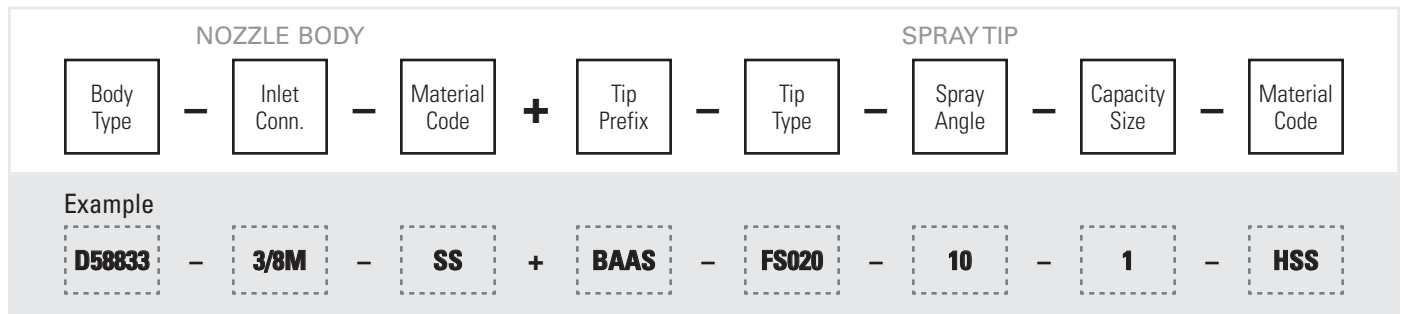 NOZZLE BODY SPRAY TIP
Body Type – Inlet Conn. – Material Code + Tip Prefix – Tip Type – Spray Angle – Capacity Size – Material Code
Example
D58833 – 3/8M – SS + BAAS – FS020 – 10 – 1 – HSS